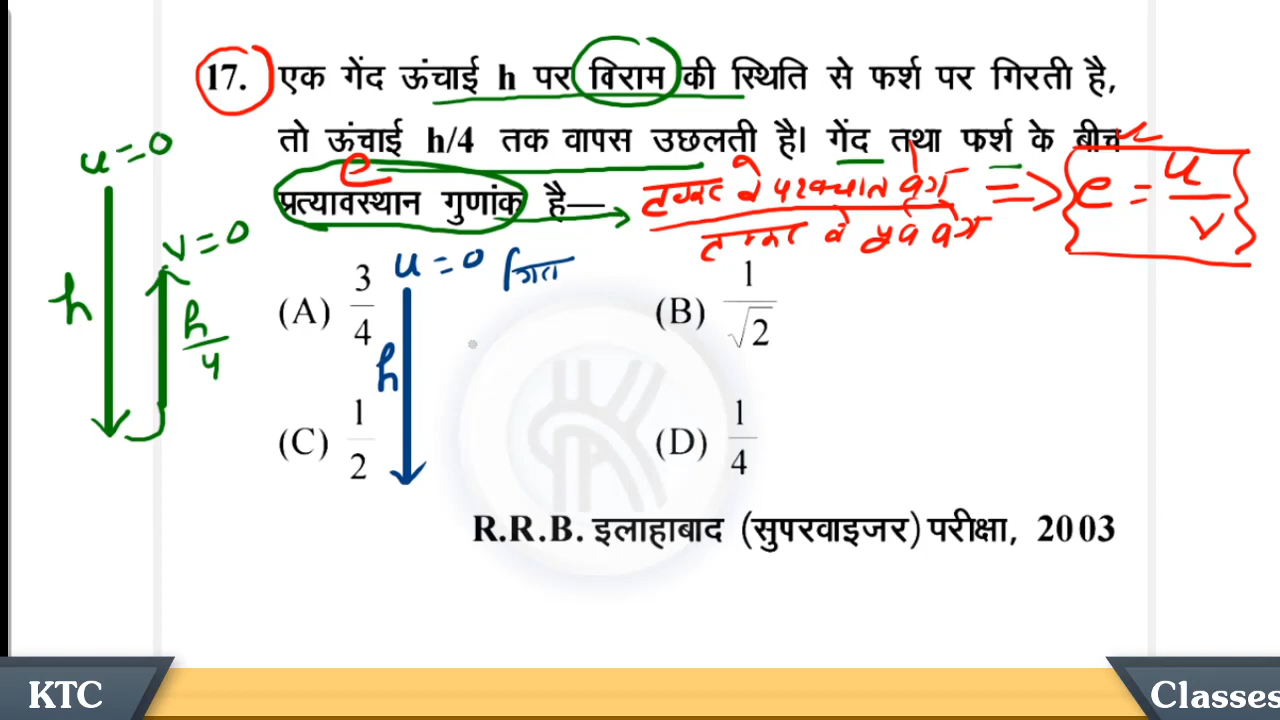 17. एक गेंद ऊंचाई h पर विराम की स्थिति से फर्श पर गिरती है,
तो ऊंचाई h/4 तक वापस उछलती है। गेंद तथा फर्श के बीच
प्रत्यावस्थान गुणांक है—
e
टक्कर के पश्चात वेग
टक्कर के पूर्व वेग
=> e = u/v
u = 0
v = 0
h
h/4
u = 0
h
(A) 3/4
(B) 1/√2
(C) 1/2
(D) 1/4
R.R.B. इलाहाबाद (सुपरवाइजर) परीक्षा, 2003
KTC
Classes